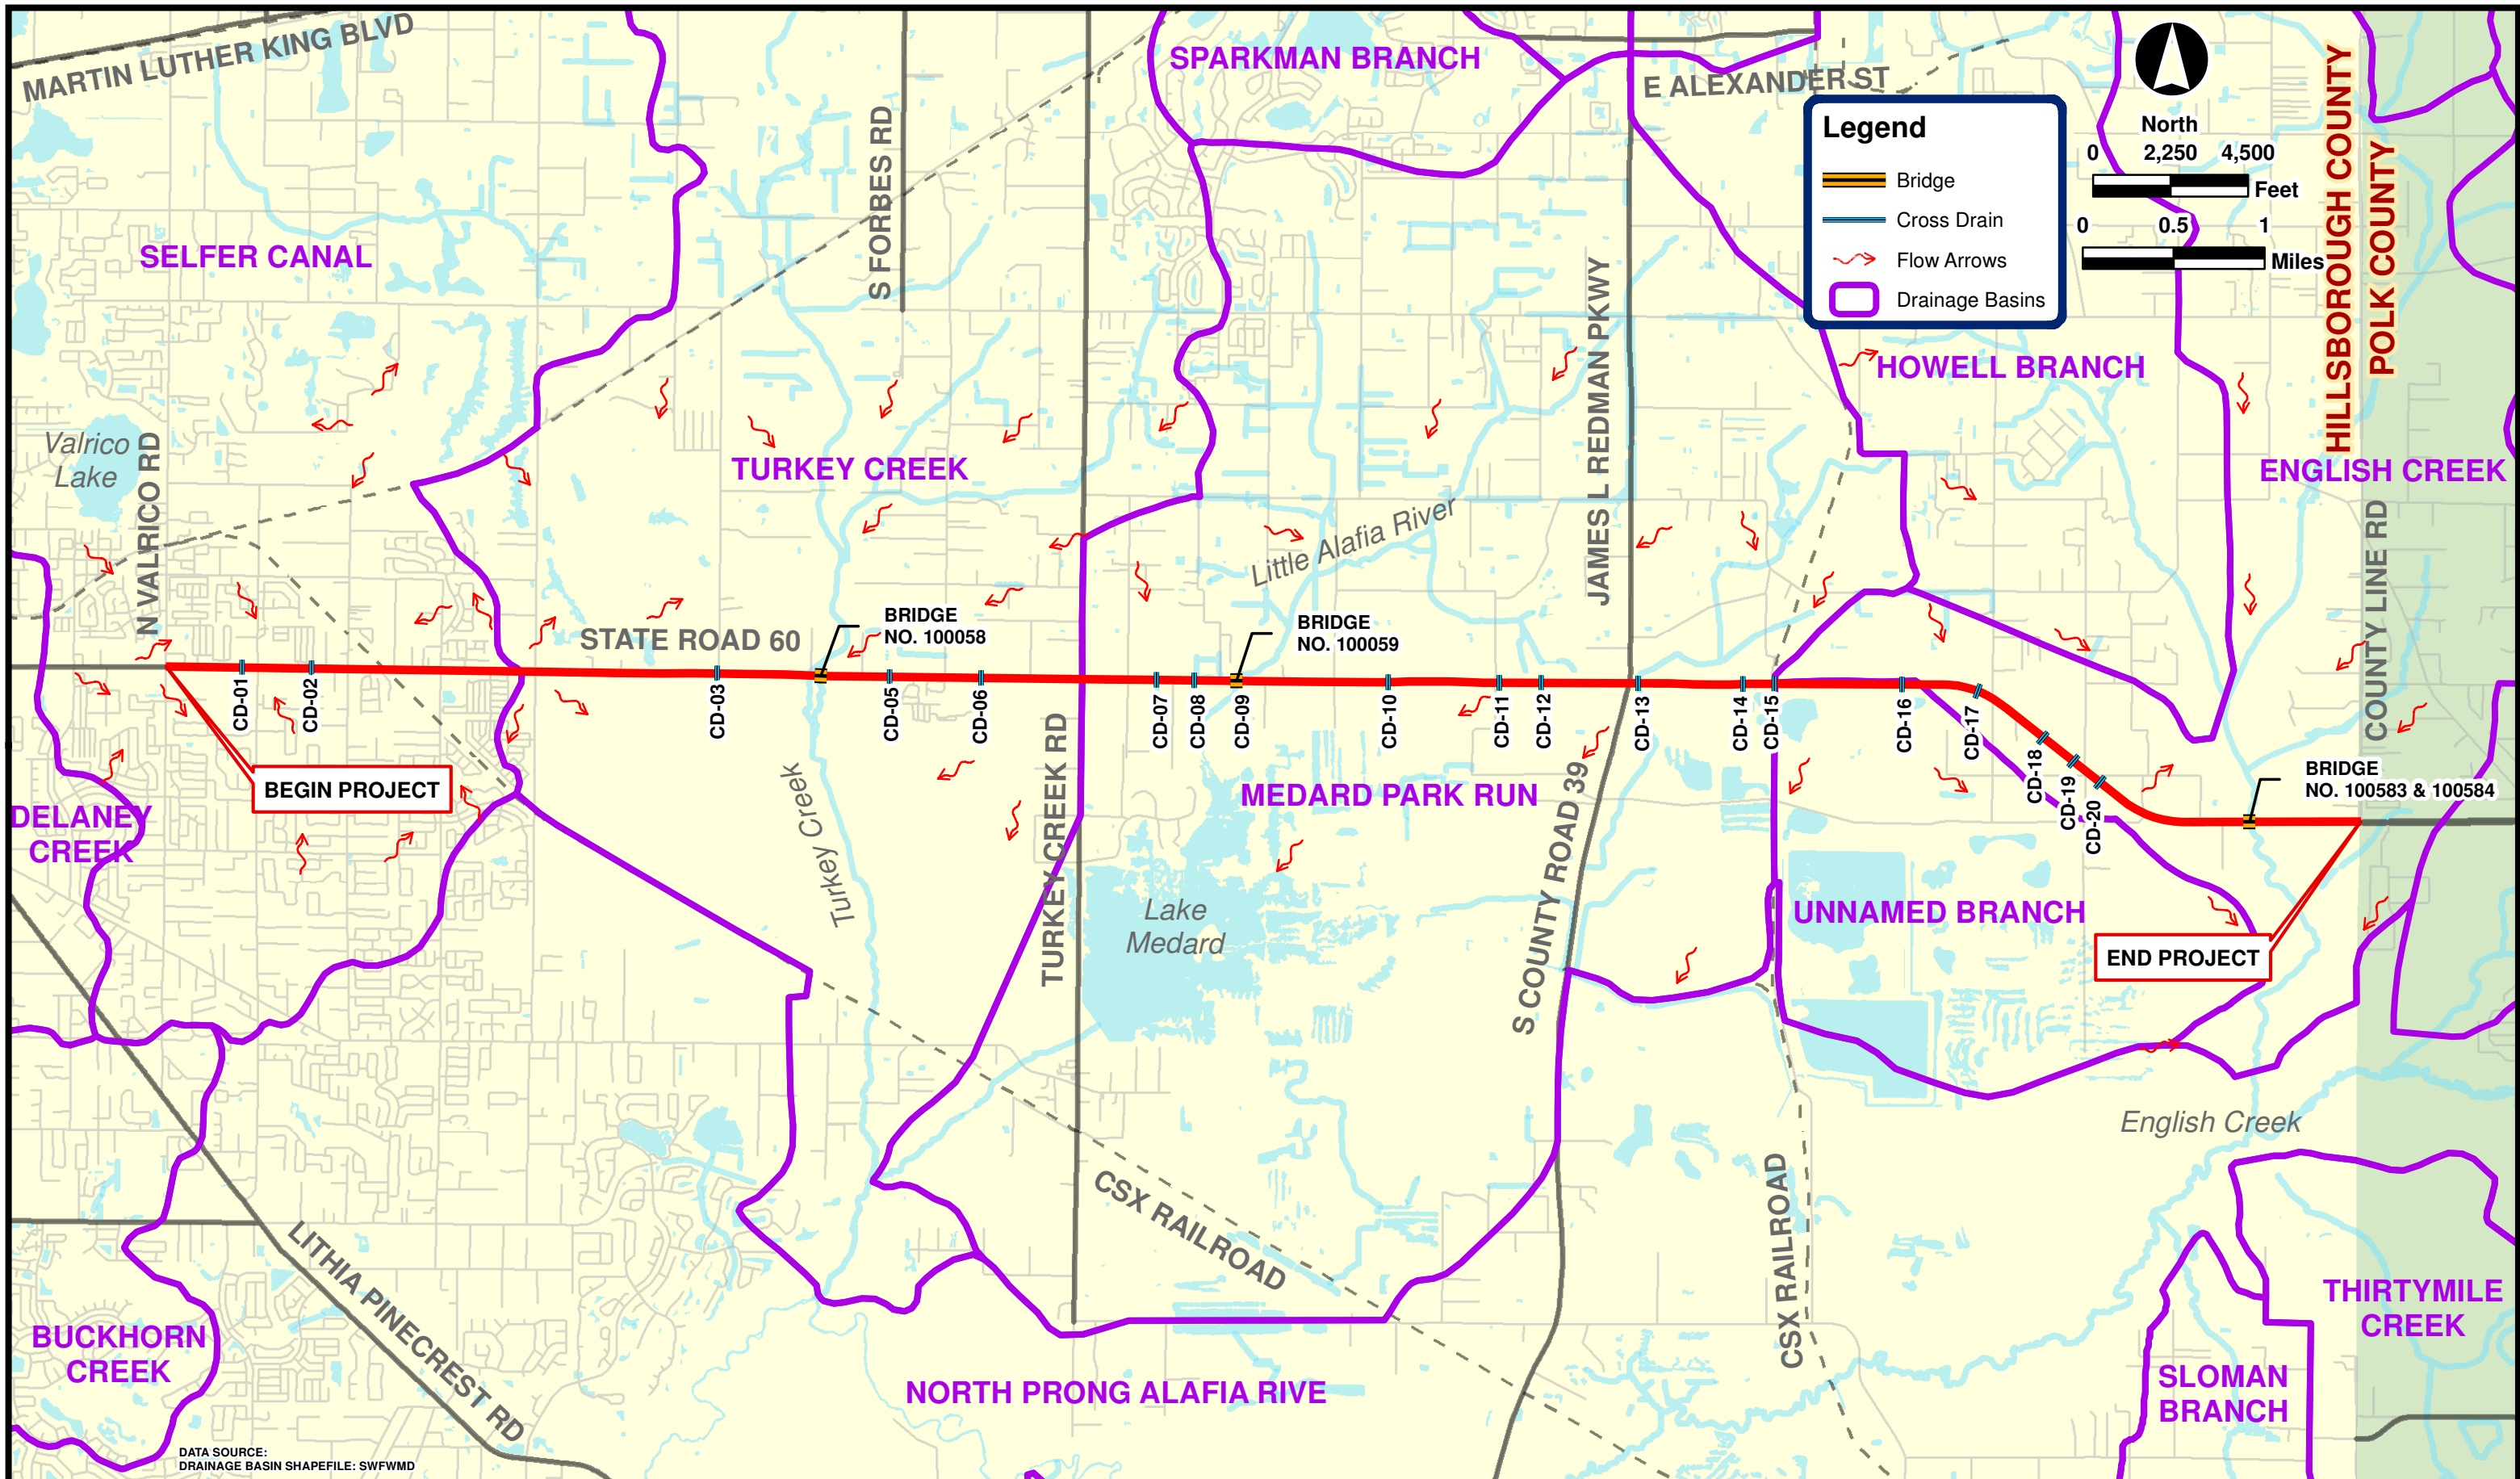 MARTIN LUTHER KING BLVD
SPARKMAN BRANCH
E ALEXANDER ST
S FORBES RD
SELFER CANAL
Legend
Bridge
Cross Drain
Flow Arrows
Drainage Basins
North
0 2,250 4,500
Feet
0 0.5 1
Miles
HILLSBOROUGH COUNTY
POLK COUNTY
JAMES L REDMAN PKWY
HOWELL BRANCH
ENGLISH CREEK
Valrico
Lake
N VALRICO RD
TURKEY CREEK
Little Alafia River
COUNTY LINE RD
STATE ROAD 60
BRIDGE
NO. 100058
BRIDGE
NO. 100059
CD-01
CD-02
CD-03
CD-05
CD-06
CD-07
CD-08
CD-09
CD-10
CD-11
CD-12
CD-13
CD-14
CD-15
CD-16
CD-17
CD-18
CD-19
CD-20
BEGIN PROJECT
BRIDGE
NO. 100583 & 100584
DELANEY
CREEK
Turkey Creek
TURKEY CREEK RD
MEDARD PARK RUN
S COUNTY ROAD 39
Lake
Medard
UNNAMED BRANCH
END PROJECT
English Creek
CSX RAILROAD
CSX RAILROAD
LITHIA PINECREST RD
BUCKHORN
CREEK
NORTH PRONG ALAFIA RIVE
THIRTYMILE
CREEK
SLOMAN
BRANCH
DATA SOURCE:
DRAINAGE BASIN SHAPEFILE: SWFWMD